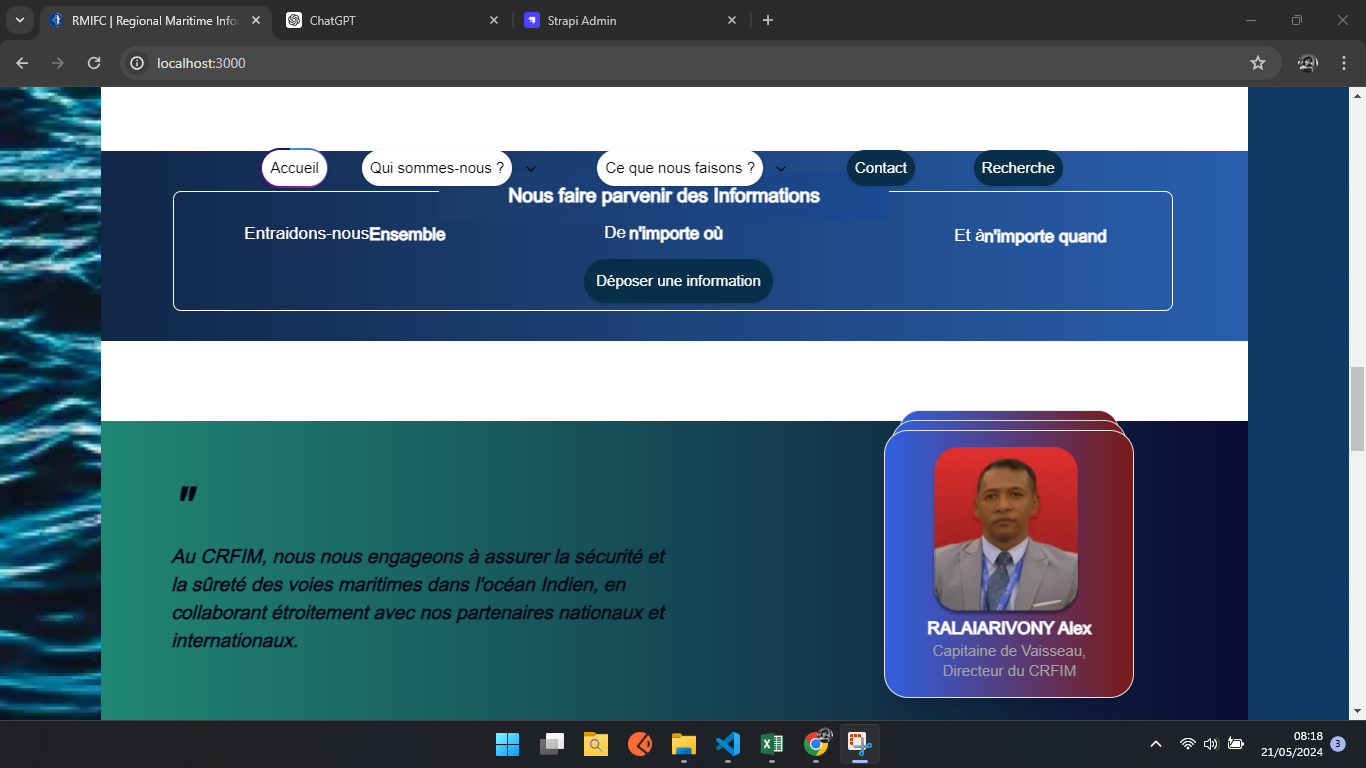 RMIFC | Regional Maritime Info
ChatGPT
Strapi Admin
localhost:3000
Accueil
Qui sommes-nous ?
Ce que nous faisons ?
Contact
Recherche
Nous faire parvenir des Informations
Entraidons-nousEnsemble
De n'importe où
Et àn'importe quand
Déposer une information
"
Au CRFIM, nous nous engageons à assurer la sécurité et
la sûreté des voies maritimes dans l'océan Indien, en
collaborant étroitement avec nos partenaires nationaux et
internationaux.
RALAIARIVONY Alex
Capitaine de Vaisseau,
Directeur du CRFIM
08:18
21/05/2024
3